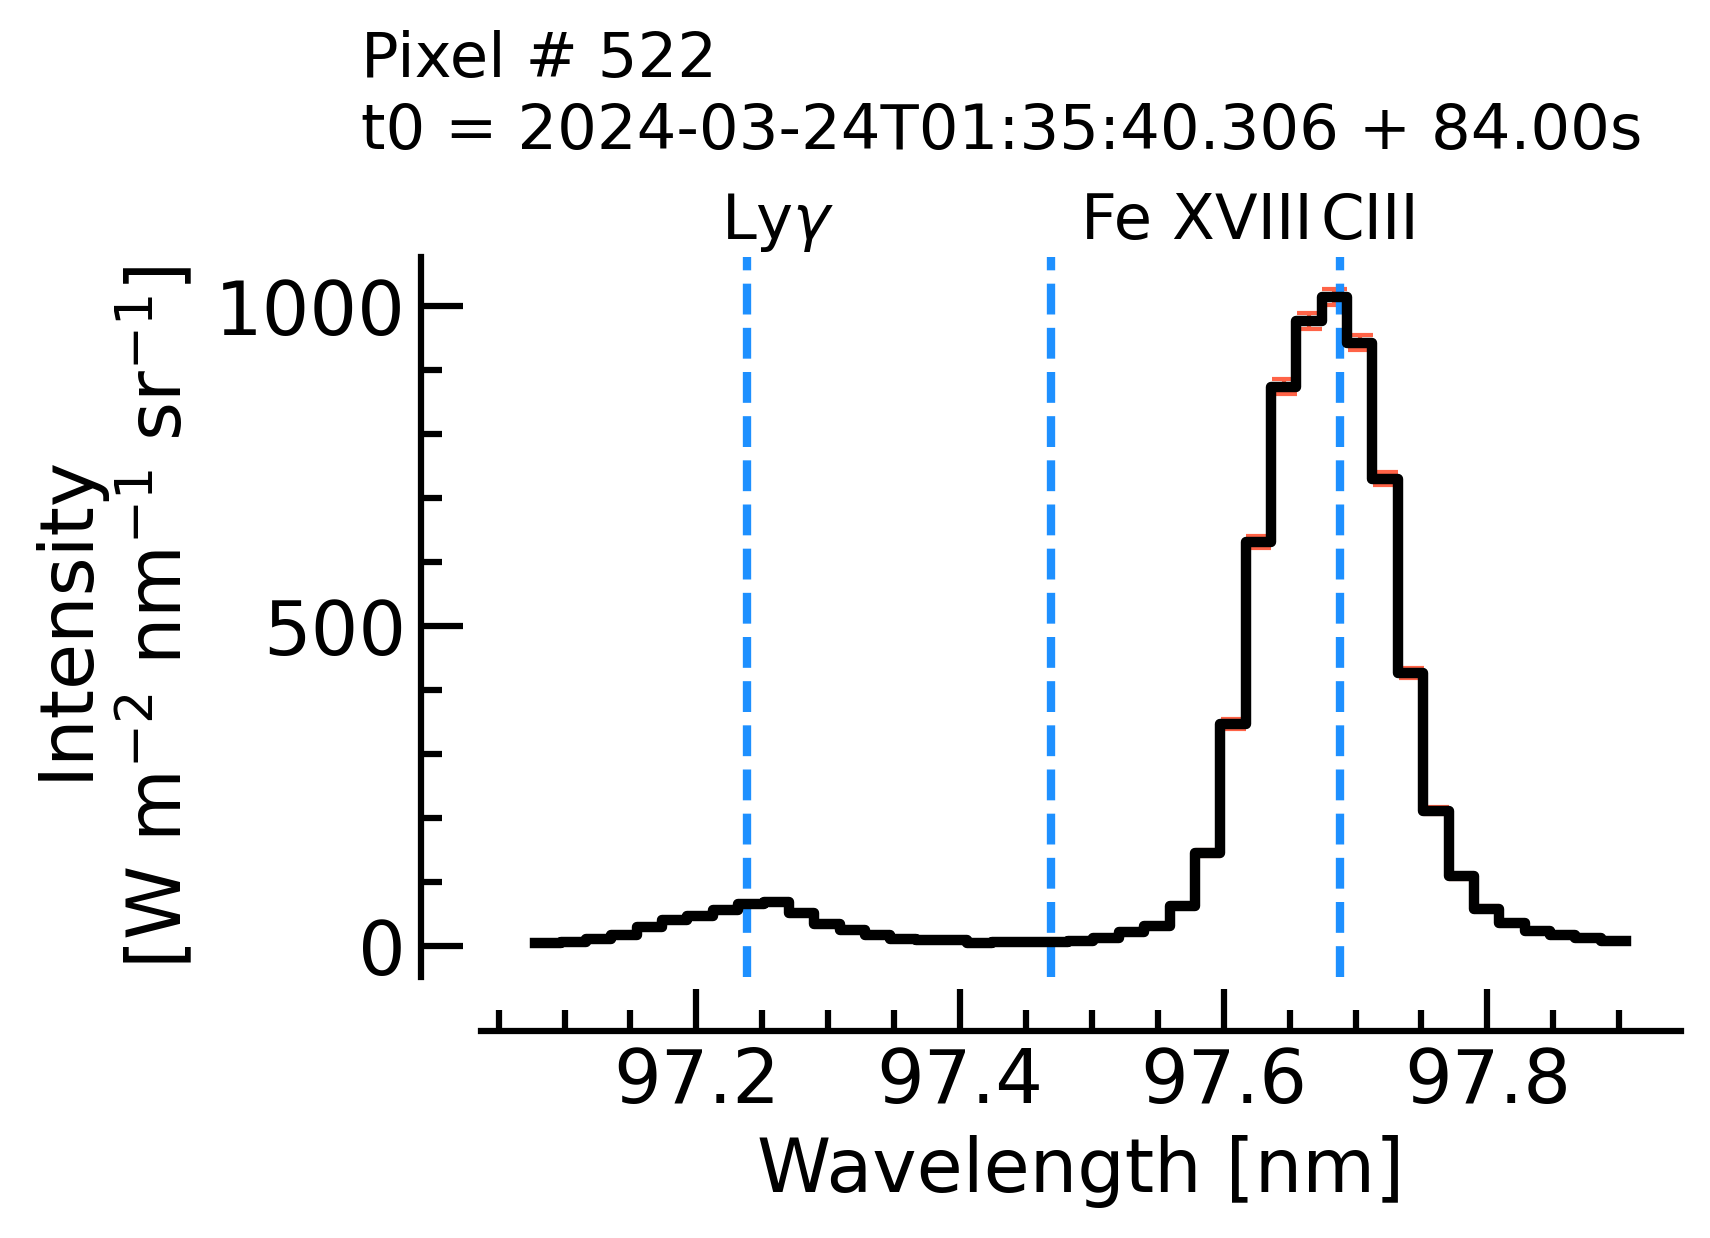 Pixel # 522
t0 = 2024-03-24T01:35:40.306 + 84.00s
Lyγ Fe XVIII CIII
Intensity
[W m⁻² nm⁻¹ sr⁻¹]
1000
500
0
97.2 97.4 97.6 97.8
Wavelength [nm]